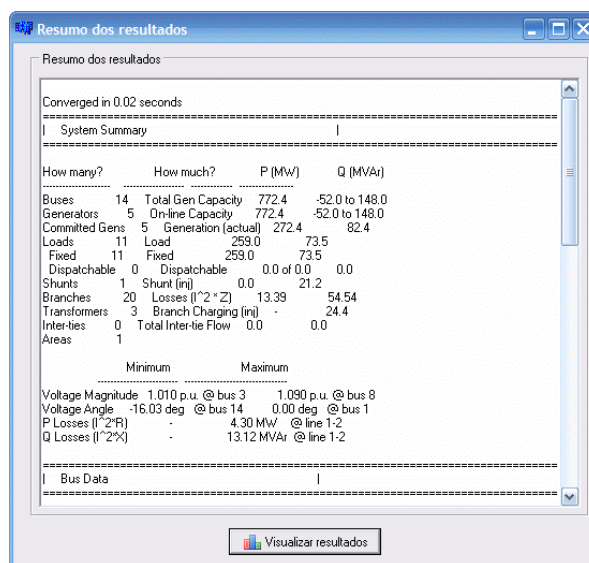 Resumo dos resultados
Resumo dos resultados
Converged in 0.02 seconds
================================================================================
|    System Summary                                                            |
================================================================================
How many?    How much?    P (MW)    Q (MVAr)
---------------------    -------------------    -------------    -----------------
Buses    14    Total Gen Capacity    772.4    -52.0 to 148.0
Generators    5    On-line Capacity    772.4    -52.0 to 148.0
Committed Gens    5    Generation (actual)    272.4    82.4
Loads    11    Load    259.0    73.5
Fixed    11    Fixed    259.0    73.5
Dispatchable    0    Dispatchable    0.0 of 0.0    0.0
Shunts    1    Shunt (inj)    0.0    21.2
Branches    20    Losses (I^2 * Z)    13.39    54.54
Transformers    3    Branch Charging (inj)    -    24.4
Inter-ties    0    Total Inter-tie Flow    0.0    0.0
Areas    1
Minimum    Maximum
-------------------------    --------------------------------
Voltage Magnitude    1.010 p.u. @ bus 3    1.090 p.u. @ bus 8
Voltage Angle    -16.03 deg    @ bus 14    0.00 deg    @ bus 1
P Losses (I^2*R)    -    4.30 MW    @ line 1-2
Q Losses (I^2*X)    -    13.12 MVAr    @ line 1-2
================================================================================
|    Bus Data                                                                  |
================================================================================
Visualizar resultados